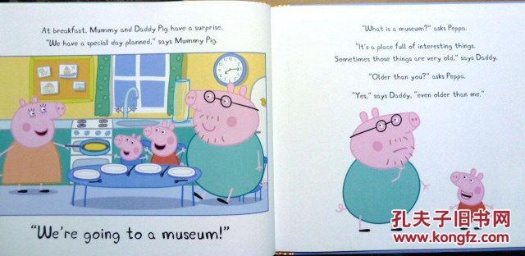 At breakfast, Mummy and Daddy Pig have a surprise.
"We have a special day planned," says Mummy Pig.
"We're going to a museum!"
"What is a museum?" asks Peppa.
"It's a place full of interesting things.
Sometimes those things are very old," says Daddy.
"Older than you?" asks Peppa.
"Yes," says Daddy, "even older than me."
孔夫子旧书网
www.kongfz.com